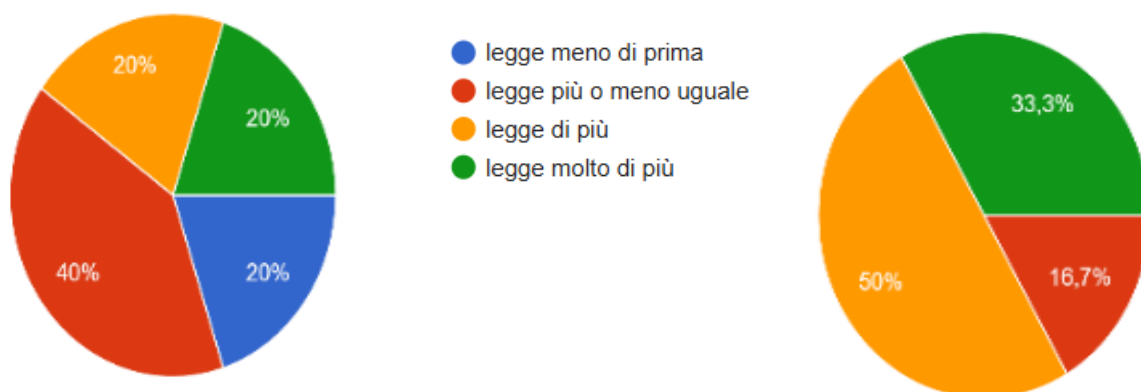 20%
20%
40%
20%
legge meno di prima
legge più o meno uguale
legge di più
legge molto di più
33,3%
50%
16,7%